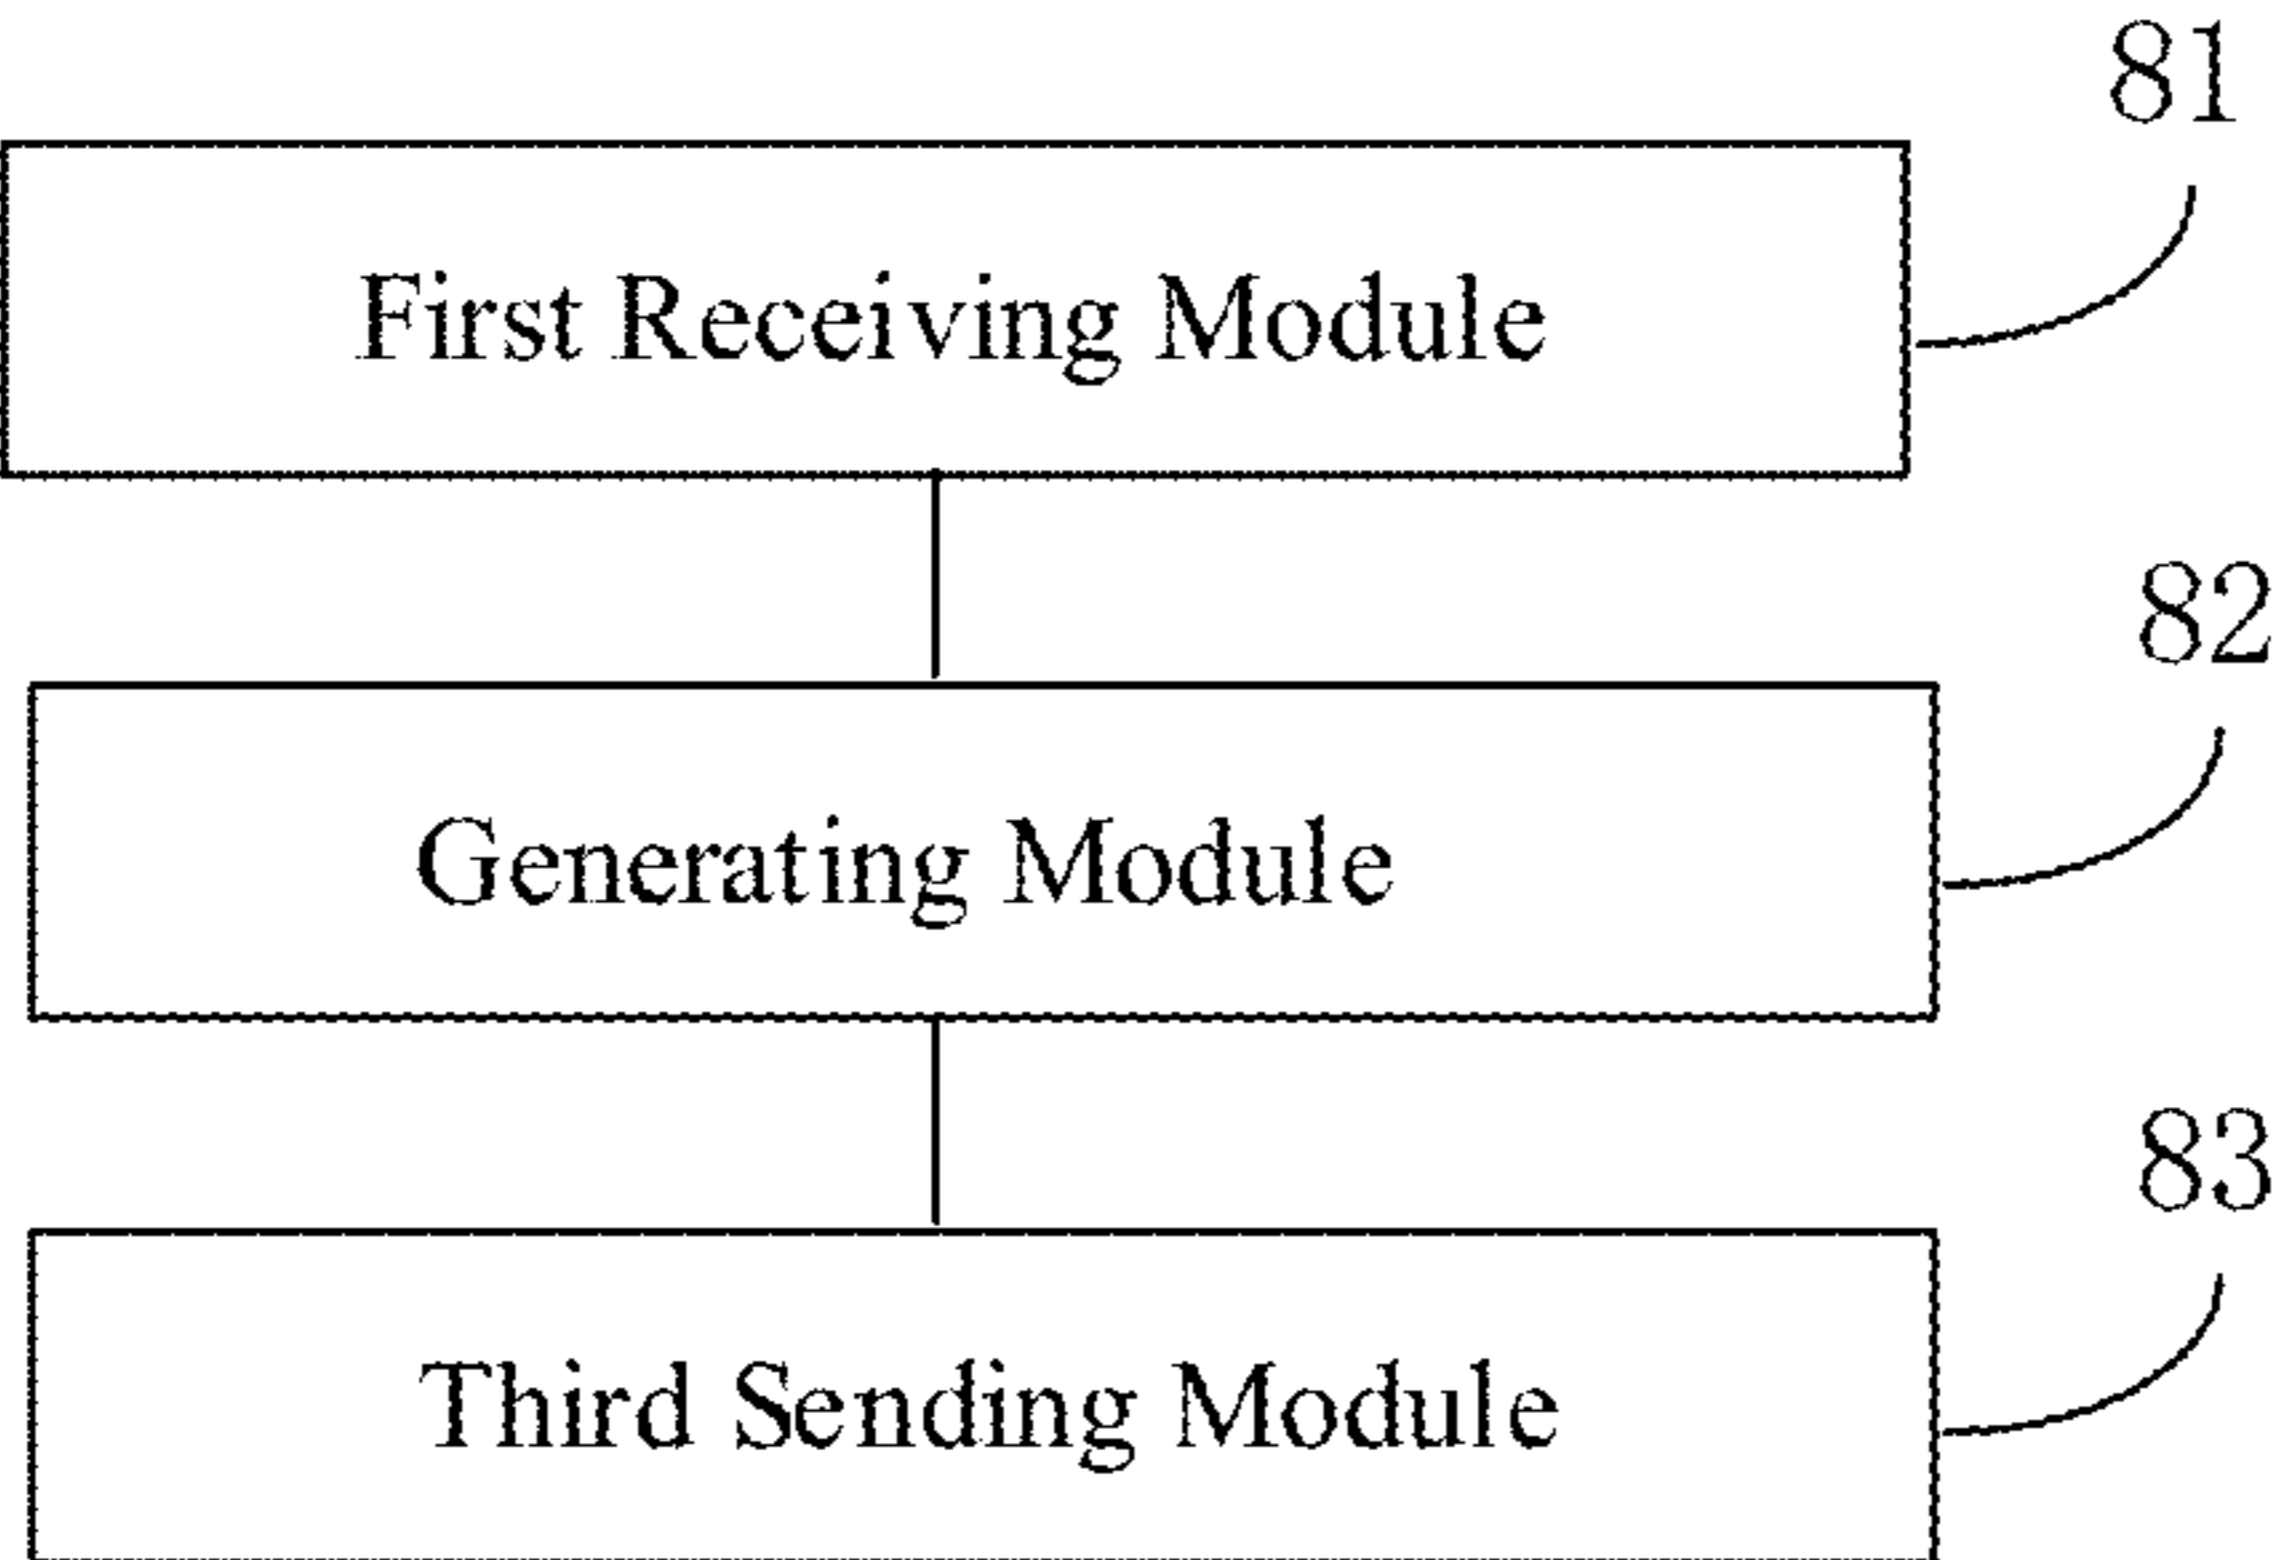 81
First Receiving Module
82
Generating Module
83
Third Sending Module